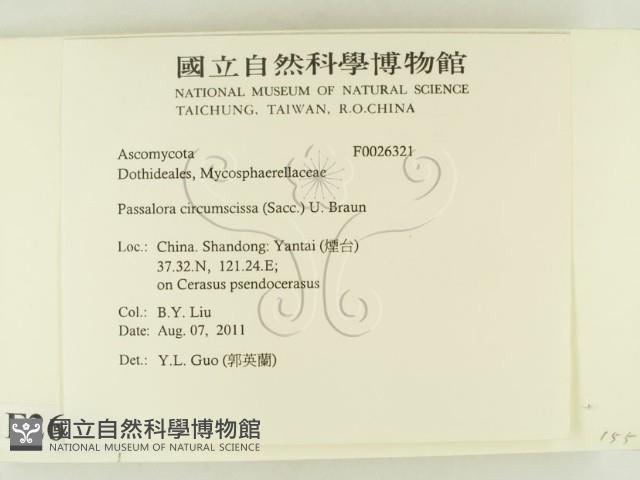 國立自然科學博物館
NATIONAL MUSEUM OF NATURAL SCIENCE
TAICHUNG, TAIWAN, R.O.CHINA
Ascomycota F0026321
Dothideales, Mycosphaerellaceae
Passalora circumscissa (Sacc.) U. Braun
Loc.: China. Shandong: Yantai (煙台)
37.32.N, 121.24.E;
on Cerasus psendocerasus
Col.: B.Y. Liu
Date: Aug. 07, 2011
Det.: Y.L. Guo (郭英蘭)
F26
國立自然科學博物館
NATIONAL MUSEUM OF NATURAL SCIENCE
155